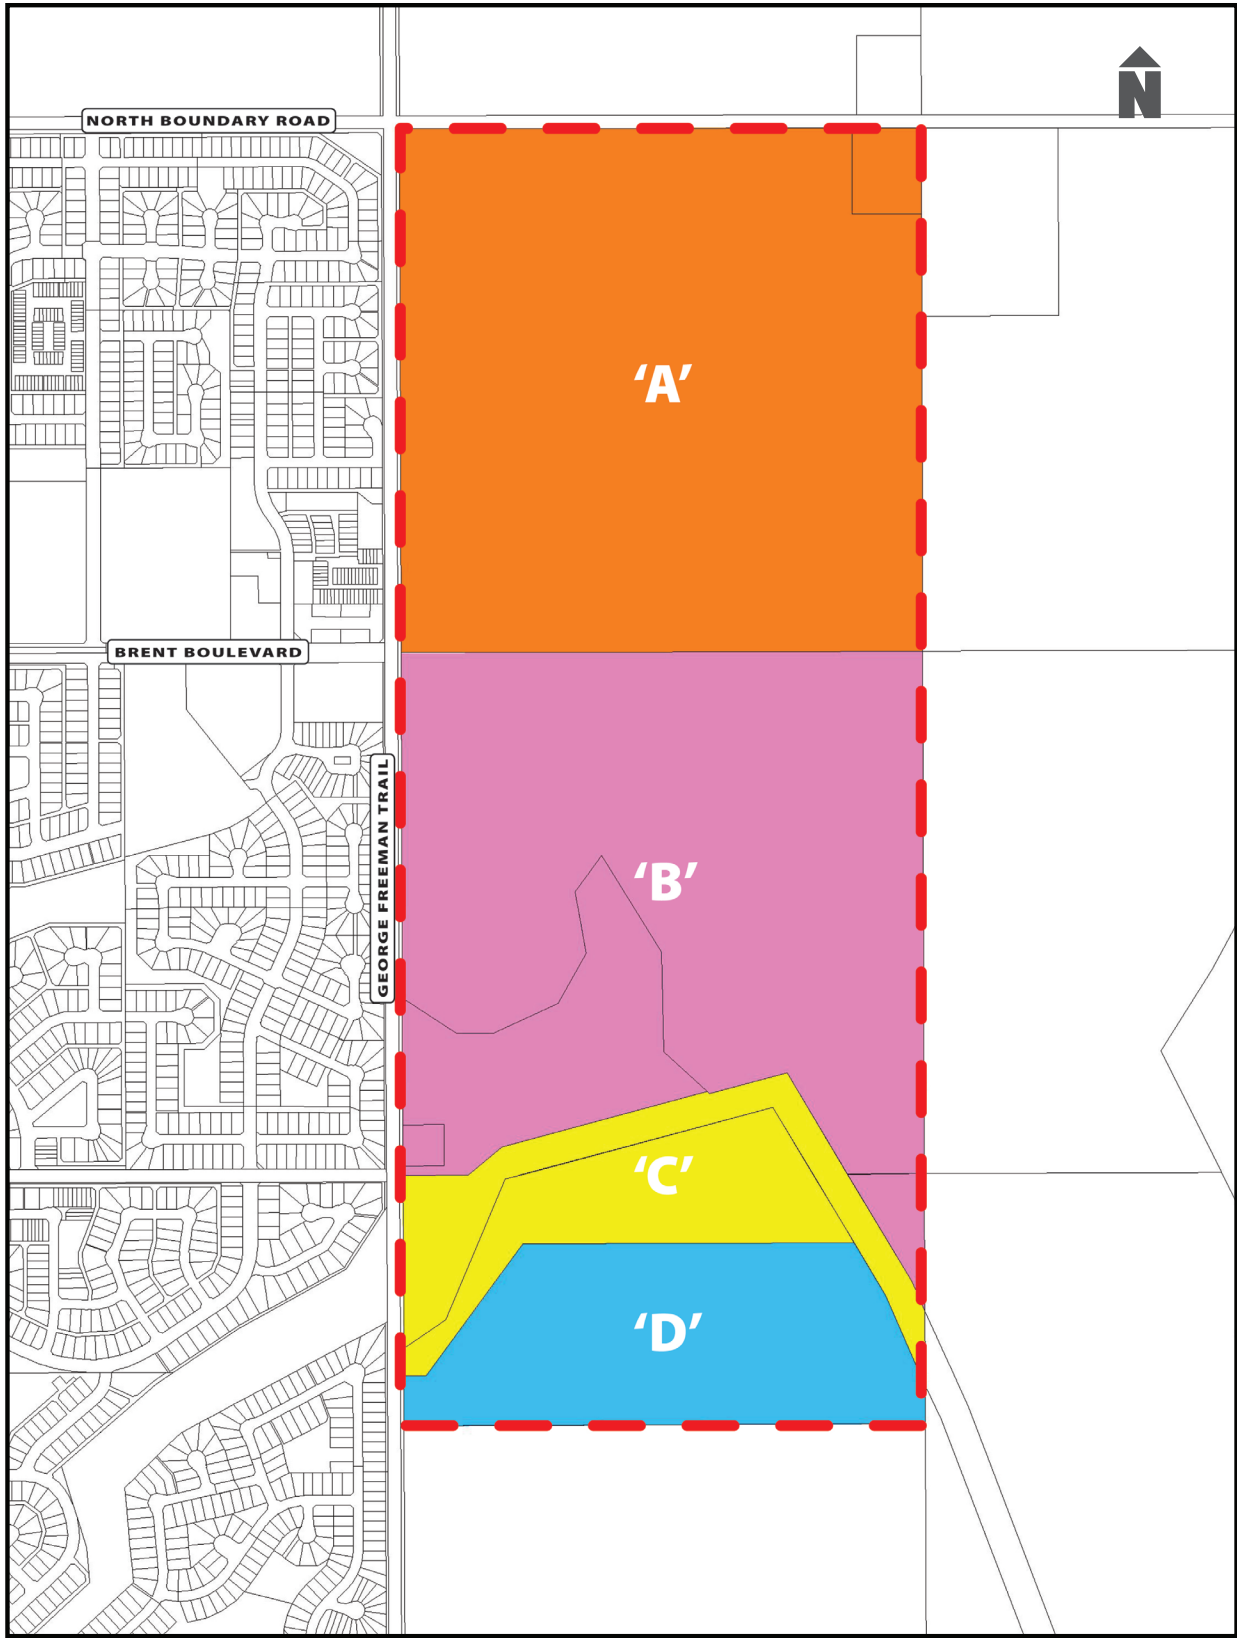 N
NORTH BOUNDARY ROAD
‘A’
BRENT BOULEVARD
GEORGE FREEMAN TRAIL
‘B’
‘C’
‘D’